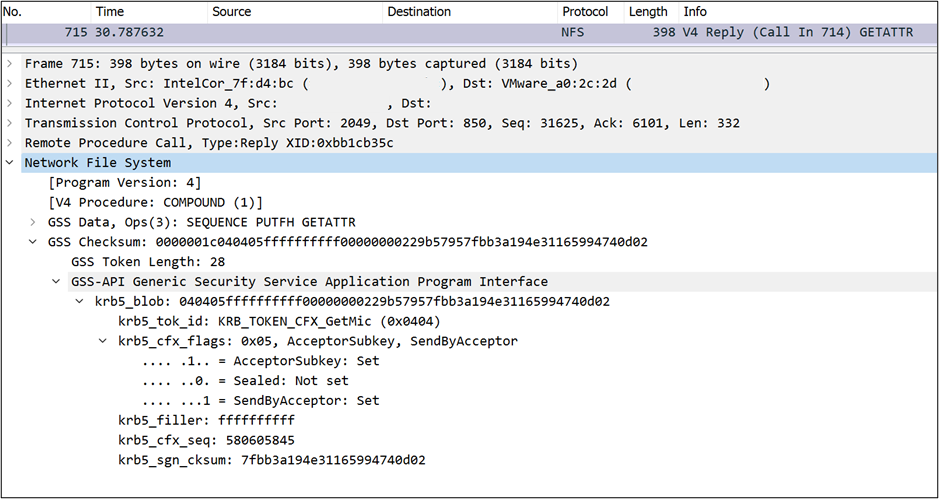 No. Time Source Destination Protocol Length Info
715 30.787632 NFS 398 V4 Reply (Call In 714) GETATTR
Frame 715: 398 bytes on wire (3184 bits), 398 bytes captured (3184 bits)
Ethernet II, Src: IntelCor_7f:d4:bc ( ), Dst: VMware_a0:2c:2d ( )
Internet Protocol Version 4, Src: , Dst:
Transmission Control Protocol, Src Port: 2049, Dst Port: 850, Seq: 31625, Ack: 6101, Len: 332
Remote Procedure Call, Type:Reply XID:0xbb1cb35c
Network File System
[Program Version: 4]
[V4 Procedure: COMPOUND (1)]
GSS Data, Ops(3): SEQUENCE PUTFH GETATTR
GSS Checksum: 0000001c040405ffffffffff00000000229b57957fbb3a194e31165994740d02
GSS Token Length: 28
GSS-API Generic Security Service Application Program Interface
krb5_blob: 040405ffffffffff00000000229b57957fbb3a194e31165994740d02
krb5_tok_id: KRB_TOKEN_CFX_GetMic (0x0404)
krb5_cfx_flags: 0x05, AcceptorSubkey, SendByAcceptor
.... .1.. = AcceptorSubkey: Set
.... ..0. = Sealed: Not set
.... ...1 = SendByAcceptor: Set
krb5_filler: ffffffffff
krb5_cfx_seq: 580605845
krb5_sgn_cksum: 7fbb3a194e31165994740d02